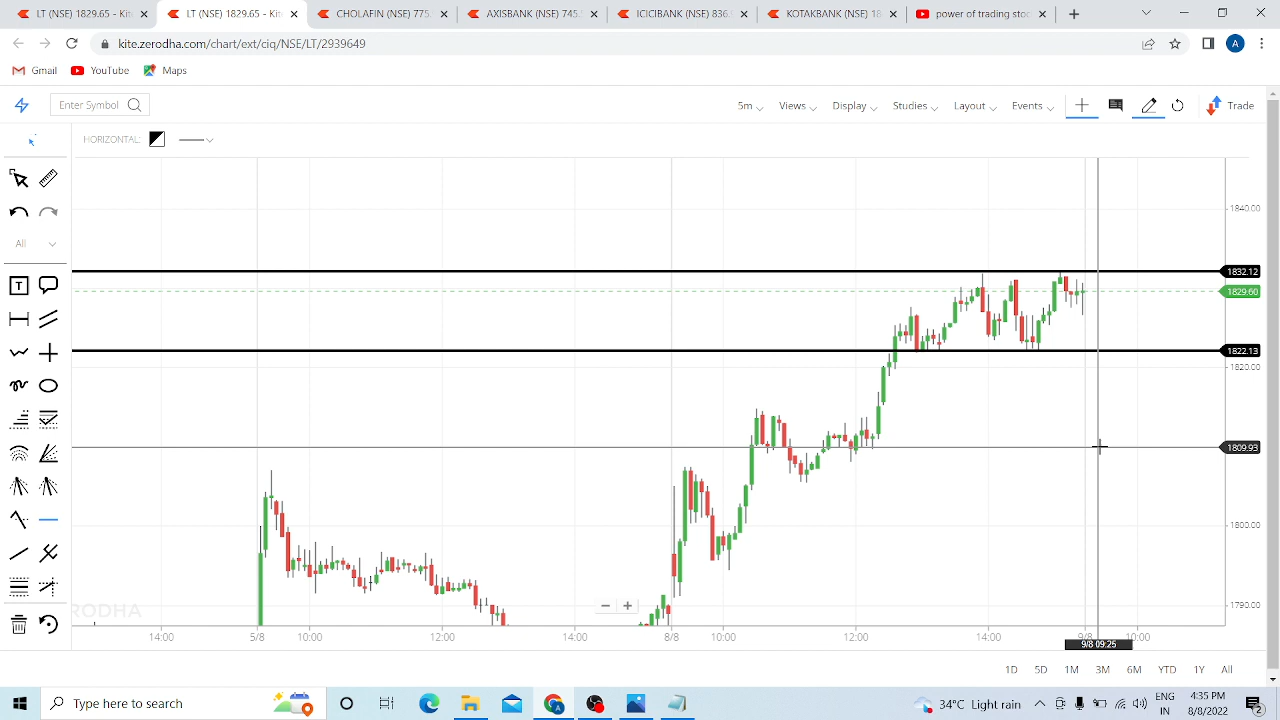 LT (NSE) 1829.65 - Kit
LT (NSE) 1829.65 - Kit
CHOLAFIN (NSE) 775.
AXISBANK (NSE) 745.
ICICIBANK (NSE) 836.
KOTAKBANK (NSE) 18
power of trading
kite.zerodha.com/chart/ext/ciq/NSE/LT/2939649
A
Gmail
YouTube
Maps
Enter Symbol
5m
Views
Display
Studies
Layout
Events
Trade
HORIZONTAL:
All
T
1840.00
1832.12
1829.60
1822.13
1820.00
1809.93
1800.00
1790.00
14:00
5/8
10:00
12:00
14:00
8/8
10:00
12:00
14:00
9/8
10:00
9/8 09:25
1D
5D
1M
3M
6M
YTD
1Y
All
Type here to search
34°C Light rain
ENG
IN
4:35 PM
8/8/2022
2